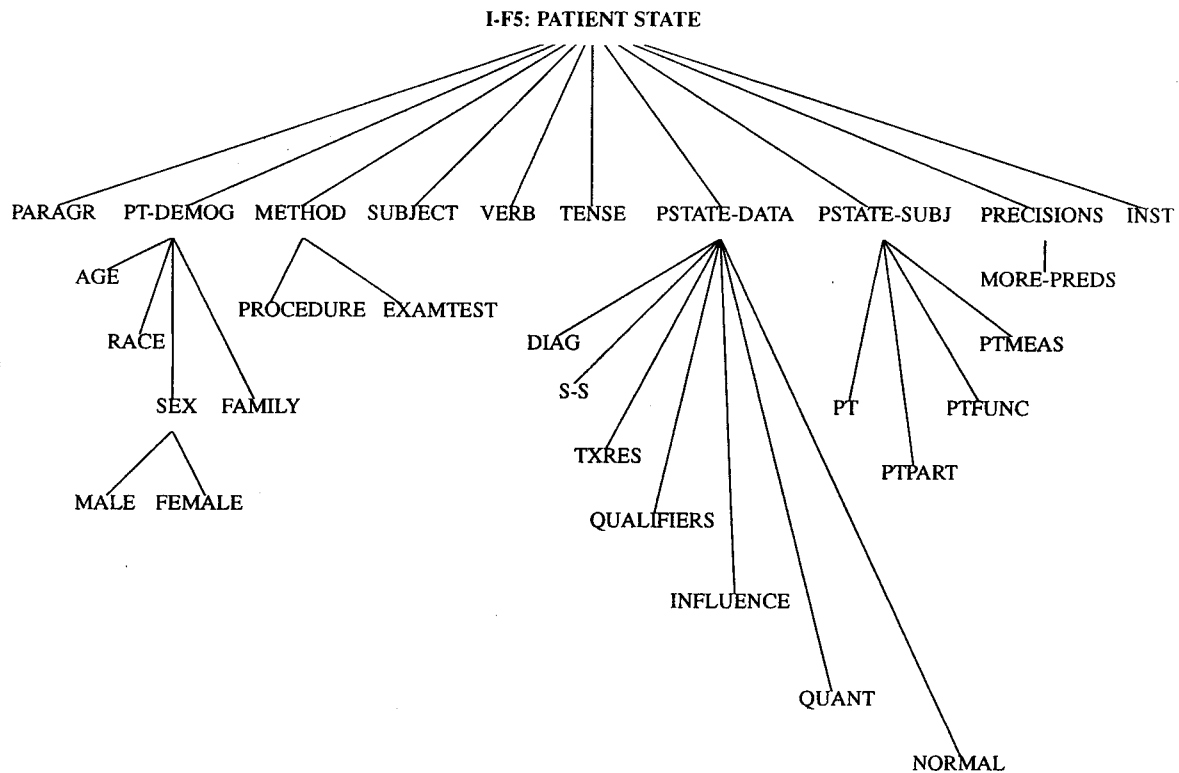 I-F5: PATIENT STATE
PARAGR PT-DEMOG METHOD SUBJECT VERB TENSE PSTATE-DATA PSTATE-SUBJ PRECISIONS INST
AGE
MORE-PREDS
PROCEDURE EXAMTEST
RACE
DIAG
PTMEAS
S-S
SEX FAMILY
PT
PTFUNC
TXRES
PTPART
MALE FEMALE
QUALIFIERS
INFLUENCE
QUANT
NORMAL